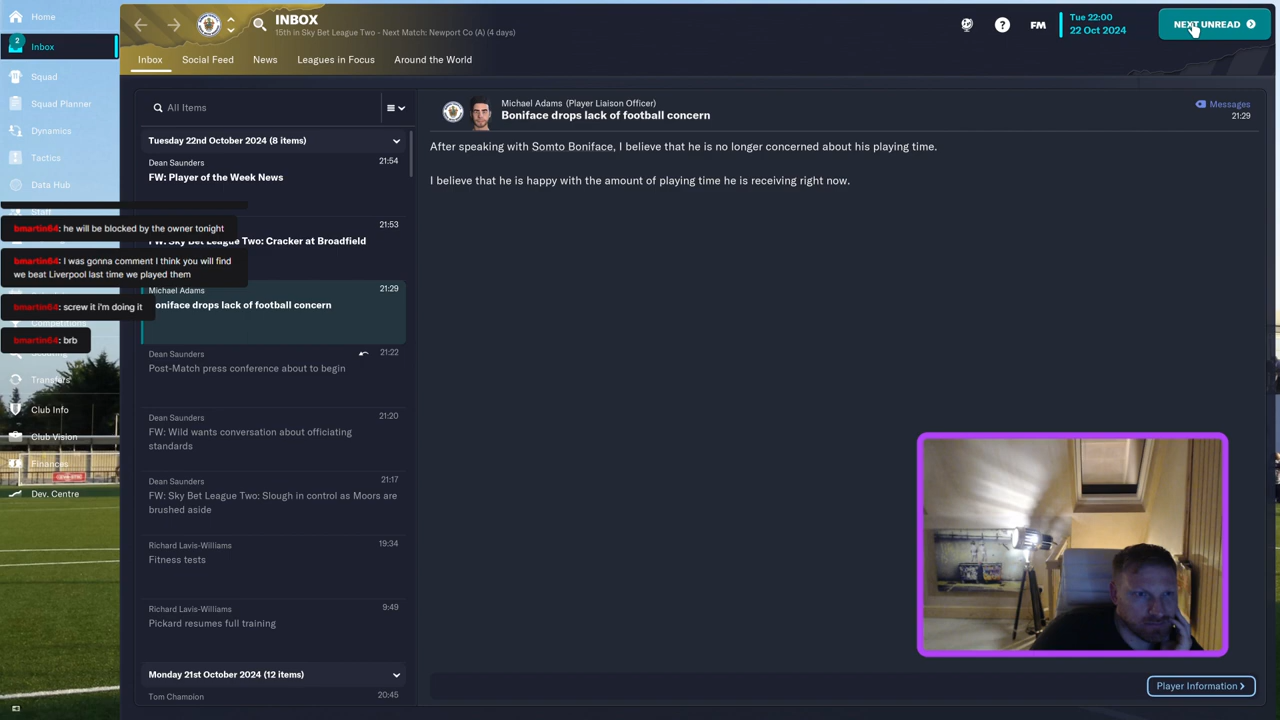 Home
INBOX
15th in Sky Bet League Two - Next Match: Newport Co (A) (4 days)
FM
Tue 22:00
22 Oct 2024
NEXT UNREAD
2
Inbox
Squad
Squad Planner
Dynamics
Tactics
Data Hub
Staff
Transfers
Club Info
Club Vision
Finances
Dev. Centre
Inbox
Social Feed
News
Leagues in Focus
Around the World
bmartin64: he will be blocked by the owner tonight
bmartin64: I was gonna comment I think you will find
we beat Liverpool last time we played them
bmartin64: screw it i'm doing it
bmartin64: brb
All Items
Tuesday 22nd October 2024 (8 items)
Dean Saunders
21:54
FW: Player of the Week News
21:53
FW: Sky Bet League Two: Cracker at Broadfield
Michael Adams
21:29
Boniface drops lack of football concern
Dean Saunders
21:22
Post-Match press conference about to begin
Dean Saunders
21:20
FW: Wild wants conversation about officiating
standards
Dean Saunders
21:17
FW: Sky Bet League Two: Slough in control as Moors are
brushed aside
Richard Lavis-Williams
19:34
Fitness tests
Richard Lavis-Williams
9:49
Pickard resumes full training
Monday 21st October 2024 (12 items)
Tom Champion
20:45
Michael Adams (Player Liaison Officer)
Boniface drops lack of football concern
Messages
21:29
After speaking with Somto Boniface, I believe that he is no longer concerned about his playing time.
I believe that he is happy with the amount of playing time he is receiving right now.
Player Information